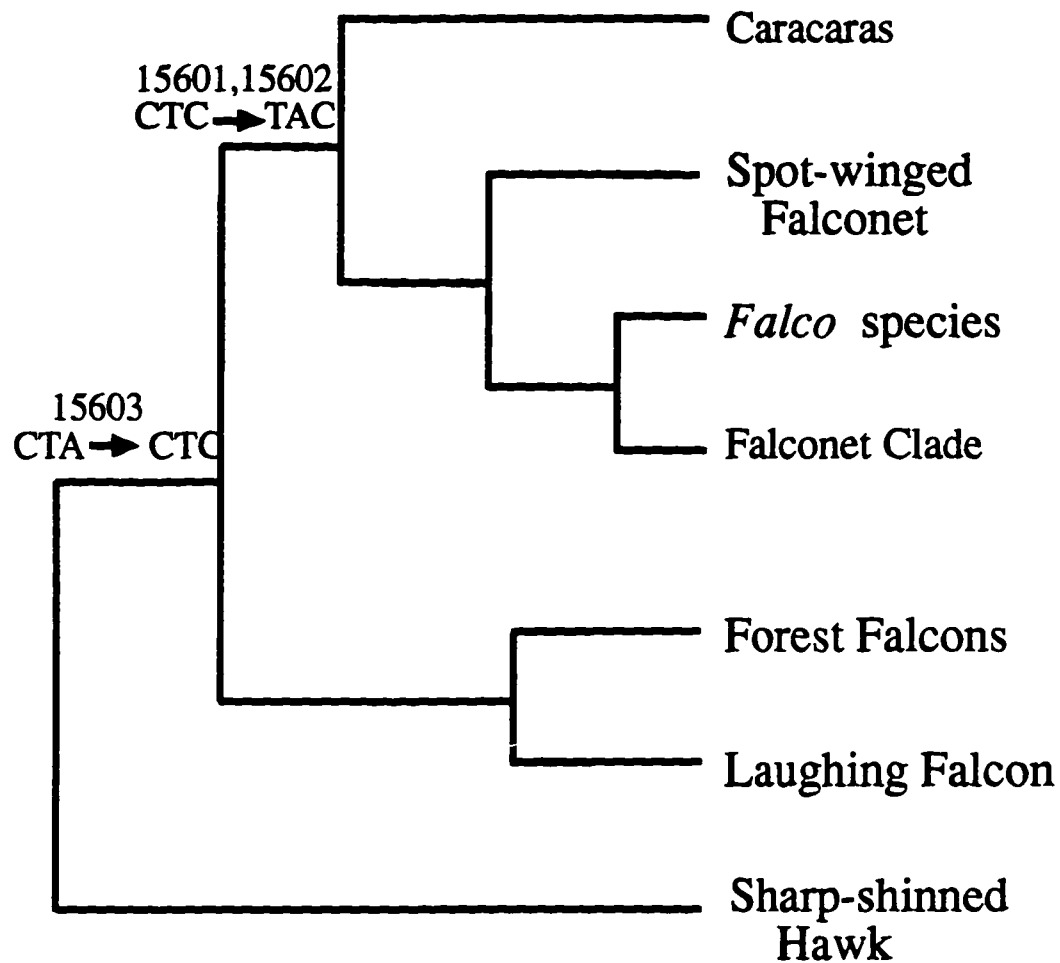 Caracaras
15601,15602
CTC → TAC
Spot-winged
Falconet
Falco species
15603
CTA → CTC
Falconet Clade
Forest Falcons
Laughing Falcon
Sharp-shinned
Hawk